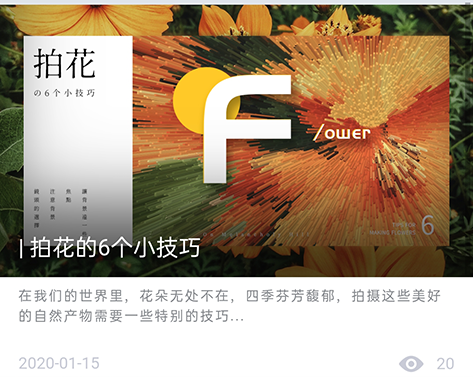 拍花
の6个小技巧
F
/ower
6
| 拍花的6个小技巧
在我们的世界里，花朵无处不在，四季芬芳馥郁，拍摄这些美好
的自然产物需要一些特别的技巧...
2020-01-15
20